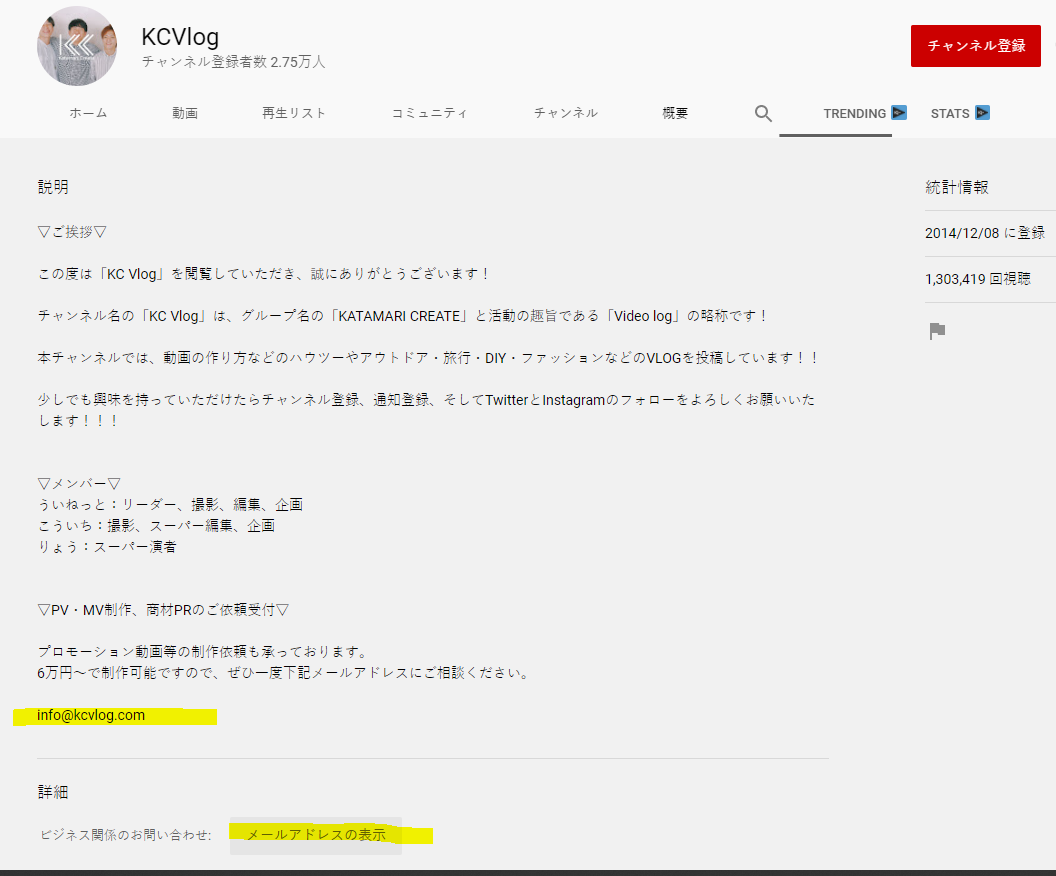 KCVlog
チャンネル登録者数 2.75万人
チャンネル登録
ホーム 動画 再生リスト コミュニティ チャンネル 概要 TRENDING STATS
説明
▽ご挨拶▽
この度は「KC Vlog」を閲覧していただき、誠にありがとうございます！
チャンネル名の「KC Vlog」は、グループ名の「KATAMARI CREATE」と活動の趣旨である「Video log」の略称です！
本チャンネルでは、動画の作り方などのハウツーやアウトドア・旅行・DIY・ファッションなどのVLOGを投稿しています！！
少しでも興味を持っていただけたらチャンネル登録、通知登録、そしてTwitterとInstagramのフォローをよろしくお願いいた
します！！！
▽メンバー▽
ういねっと：リーダー、撮影、編集、企画
こういち：撮影、スーパー編集、企画
りょう：スーパー演者
▽PV・MV制作、商材PRのご依頼受付▽
プロモーション動画等の制作依頼も承っております。
6万円〜で制作可能ですので、ぜひ一度下記メールアドレスにご相談ください。
info@kcvlog.com
詳細
ビジネス関係のお問い合わせ: メールアドレスの表示
統計情報
2014/12/08 に登録
1,303,419 回視聴